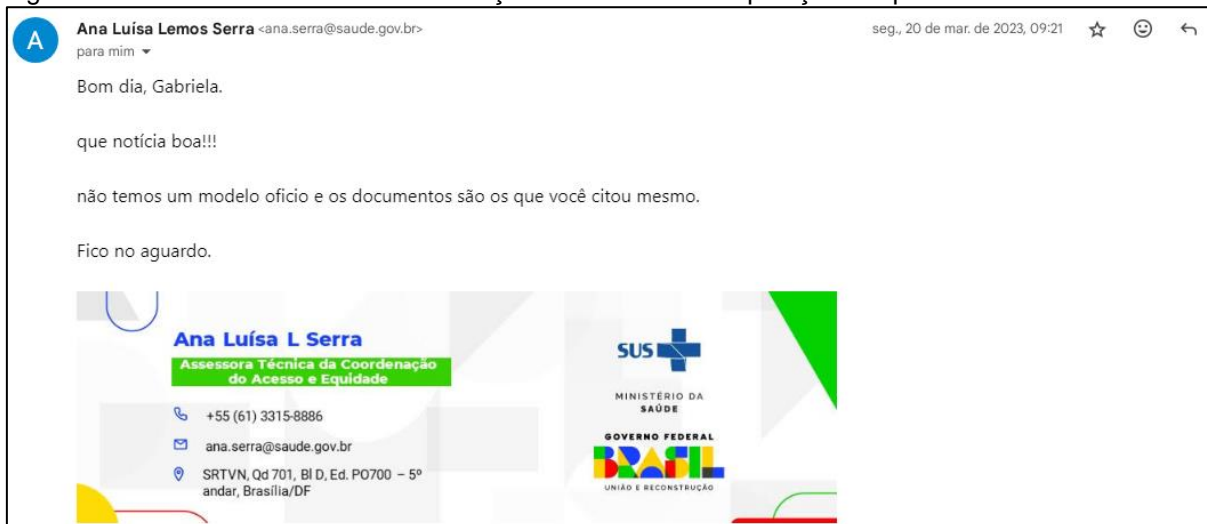 A
Ana Luísa Lemos Serra <ana.serra@saude.gov.br>
seg., 20 de mar. de 2023, 09:21
para mim
Bom dia, Gabriela.
que notícia boa!!!
não temos um modelo oficio e os documentos são os que você citou mesmo.
Fico no aguardo.
Ana Luísa L Serra
Assessora Técnica da Coordenação
do Acesso e Equidade
+55 (61) 3315-8886
ana.serra@saude.gov.br
SRTVN, Qd 701, Bl D, Ed. PO700 – 5º
andar, Brasília/DF
SUS
MINISTÉRIO DA
SAÚDE
GOVERNO FEDERAL
BRASIL
UNIÃO E RECONSTRUÇÃO